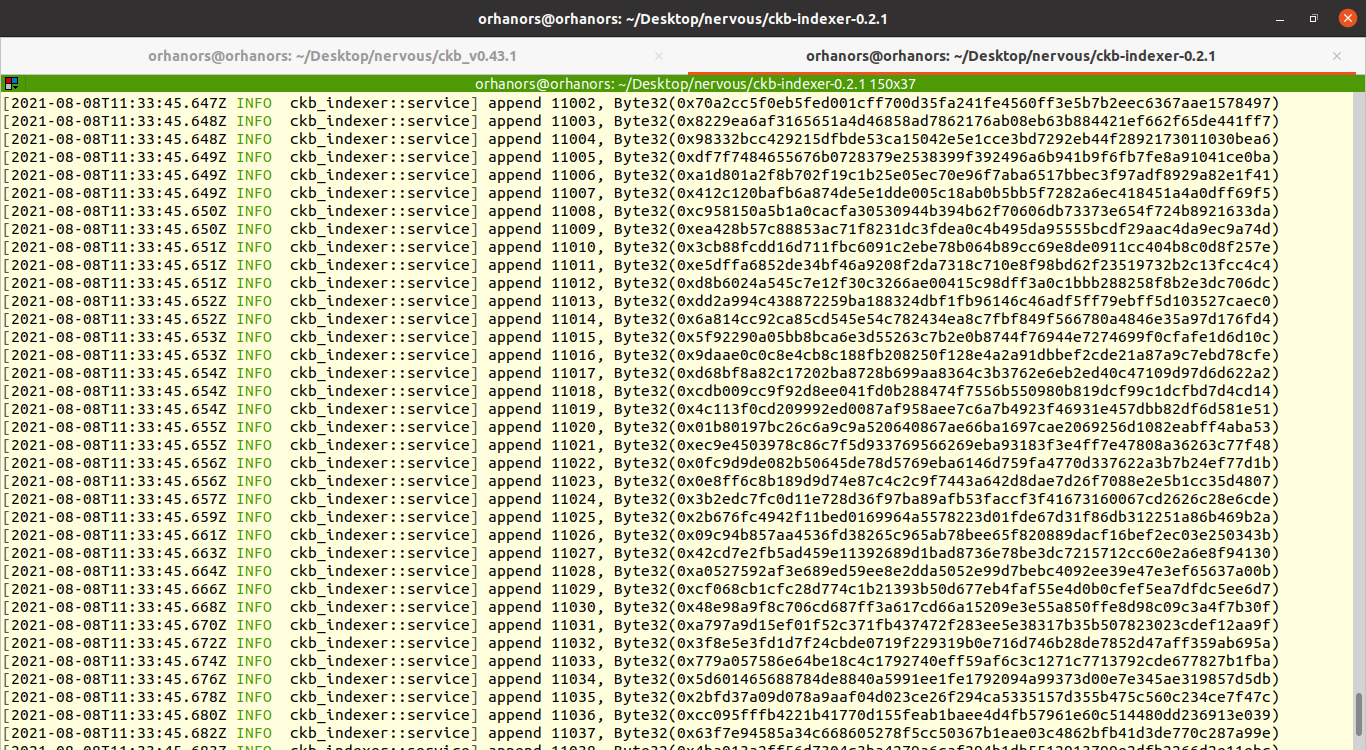 orhanors@orhanors: ~/Desktop/nervous/ckb-indexer-0.2.1
orhanors@orhanors: ~/Desktop/nervous/ckb_v0.43.1
orhanors@orhanors: ~/Desktop/nervous/ckb-indexer-0.2.1
orhanors@orhanors: ~/Desktop/nervous/ckb-indexer-0.2.1 150x37
[2021-08-08T11:33:45.647Z INFO ckb_indexer::service] append 11002, Byte32(0x70a2cc5f0eb5fed001cff700d35fa241fe4560ff3e5b7b2eec6367aae1578497)
[2021-08-08T11:33:45.648Z INFO ckb_indexer::service] append 11003, Byte32(0x8229ea6af3165651a4d46858ad7862176ab08eb63b884421ef662f65de441ff7)
[2021-08-08T11:33:45.648Z INFO ckb_indexer::service] append 11004, Byte32(0x98332bcc429215dfbde53ca15042e5e1cce3bd7292eb44f2892173011030bea6)
[2021-08-08T11:33:45.649Z INFO ckb_indexer::service] append 11005, Byte32(0xdf7f7484655676b0728379e2538399f392496a6b941b9f6fb7fe8a91041ce0ba)
[2021-08-08T11:33:45.649Z INFO ckb_indexer::service] append 11006, Byte32(0xa1d801a2f8b702f19c1b25e05ec70e96f7aba6517bbec3f97adf8929a82e1f41)
[2021-08-08T11:33:45.649Z INFO ckb_indexer::service] append 11007, Byte32(0x412c120bafb6a874de5e1dde005c18ab0b5bb5f7282a6ec418451a4a0dff69f5)
[2021-08-08T11:33:45.650Z INFO ckb_indexer::service] append 11008, Byte32(0xc958150a5b1a0cacfa30530944b394b62f70606db73373e654f724b8921633da)
[2021-08-08T11:33:45.650Z INFO ckb_indexer::service] append 11009, Byte32(0xea428b57c88853ac71f8231dc3fdea0c4b495da95555bcdf29aac4da9ec9a74d)
[2021-08-08T11:33:45.651Z INFO ckb_indexer::service] append 11010, Byte32(0x3cb88fcdd16d711fbc6091c2ebe78b064b89cc69e8de0911cc404b8c0d8f257e)
[2021-08-08T11:33:45.651Z INFO ckb_indexer::service] append 11011, Byte32(0xe5dffa6852de34bf46a9208f2da7318c710e8f98bd62f23519732b2c13fcc4c4)
[2021-08-08T11:33:45.651Z INFO ckb_indexer::service] append 11012, Byte32(0xd8b6024a545c7e12f30c3266ae00415c98dff3a0c1bbb288258f8b2e3dc706dc)
[2021-08-08T11:33:45.652Z INFO ckb_indexer::service] append 11013, Byte32(0xdd2a994c438872259ba188324dbf1fb96146c46adf5ff79ebff5d103527caec0)
[2021-08-08T11:33:45.652Z INFO ckb_indexer::service] append 11014, Byte32(0x6a814cc92ca85cd545e54c782434ea8c7fbf849f566780a4846e35a97d176fd4)
[2021-08-08T11:33:45.653Z INFO ckb_indexer::service] append 11015, Byte32(0x5f92290a05bb8bca6e3d55263c7b2e0b8744f76944e7274699f0cfafe1d6d10c)
[2021-08-08T11:33:45.653Z INFO ckb_indexer::service] append 11016, Byte32(0x9daae0c0c8e4cb8c188fb208250f128e4a2a91dbbef2cde21a87a9c7ebd78cfe)
[2021-08-08T11:33:45.654Z INFO ckb_indexer::service] append 11017, Byte32(0xd68bf8a82c17202ba8728b699aa8364c3b3762e6eb2ed40c47109d97d6d622a2)
[2021-08-08T11:33:45.654Z INFO ckb_indexer::service] append 11018, Byte32(0xcdb009cc9f92d8ee041fd0b288474f7556b550980b819dcf99c1dcfbd7d4cd14)
[2021-08-08T11:33:45.654Z INFO ckb_indexer::service] append 11019, Byte32(0x4c113f0cd209992ed0087af958aee7c6a7b4923f46931e457dbb82df6d581e51)
[2021-08-08T11:33:45.655Z INFO ckb_indexer::service] append 11020, Byte32(0x01b80197bc26c6a9c9a520640867ae66ba1697cae2069256d1082eabff4aba53)
[2021-08-08T11:33:45.655Z INFO ckb_indexer::service] append 11021, Byte32(0xec9e4503978c86c7f5d933769566269eba93183f3e4ff7e47808a36263c77f48)
[2021-08-08T11:33:45.656Z INFO ckb_indexer::service] append 11022, Byte32(0x0fc9d9de082b50645de78d5769eba6146d759fa4770d337622a3b7b24ef77d1b)
[2021-08-08T11:33:45.656Z INFO ckb_indexer::service] append 11023, Byte32(0x0e8ff6c8b189d9d74e87c4c2c9f7443a642d8dae7d26f7088e2e5b1cc35d4807)
[2021-08-08T11:33:45.657Z INFO ckb_indexer::service] append 11024, Byte32(0x3b2edc7fc0d11e728d36f97ba89afb53faccf3f41673160067cd2626c28e6cde)
[2021-08-08T11:33:45.659Z INFO ckb_indexer::service] append 11025, Byte32(0x2b676fc4942f11bed0169964a5578223d01fde67d31f86db312251a86b469b2a)
[2021-08-08T11:33:45.661Z INFO ckb_indexer::service] append 11026, Byte32(0x09c94b857aa4536fd38265c965ab78bee65f820889dacf16bef2ec03e250343b)
[2021-08-08T11:33:45.663Z INFO ckb_indexer::service] append 11027, Byte32(0x42cd7e2fb5ad459e11392689d1bad8736e78be3dc7215712cc60e2a6e8f94130)
[2021-08-08T11:33:45.664Z INFO ckb_indexer::service] append 11028, Byte32(0xa0527592af3e689ed59ee8e2dda5052e99d7bebc4092ee39e47e3ef65637a00b)
[2021-08-08T11:33:45.666Z INFO ckb_indexer::service] append 11029, Byte32(0xcf068cb1cfc28d774c1b21393b50d677eb4faf55e4d0b0cfef5ea7dfdc5ee6d7)
[2021-08-08T11:33:45.668Z INFO ckb_indexer::service] append 11030, Byte32(0x48e98a9f8c706cd687ff3a617cd66a15209e3e55a850ffe8d98c09c3a4f7b30f)
[2021-08-08T11:33:45.670Z INFO ckb_indexer::service] append 11031, Byte32(0xa797a9d15ef01f52c371fb437472f283ee5e38317b35b507823023cdef12aa9f)
[2021-08-08T11:33:45.672Z INFO ckb_indexer::service] append 11032, Byte32(0x3f8e5e3fd1d7f24cbde0719f229319b0e716d746b28de7852d47aff359ab695a)
[2021-08-08T11:33:45.674Z INFO ckb_indexer::service] append 11033, Byte32(0x779a057586e64be18c4c1792740eff59af6c3c1271c7713792cde677827b1fba)
[2021-08-08T11:33:45.676Z INFO ckb_indexer::service] append 11034, Byte32(0x5d601465688784de8840a5991ee1fe1792094a99373d00e7e345ae319857d5db)
[2021-08-08T11:33:45.678Z INFO ckb_indexer::service] append 11035, Byte32(0x2bfd37a09d078a9aaf04d023ce26f294ca5335157d355b475c560c234ce7f47c)
[2021-08-08T11:33:45.680Z INFO ckb_indexer::service] append 11036, Byte32(0xcc095fffb4221b41770d155feab1baee4d4fb57961e60c514480dd236913e039)
[2021-08-08T11:33:45.682Z INFO ckb_indexer::service] append 11037, Byte32(0x63f7e94585a34c668605278f5cc50367b1eae03c4862bfb41d3de770c287a99e)